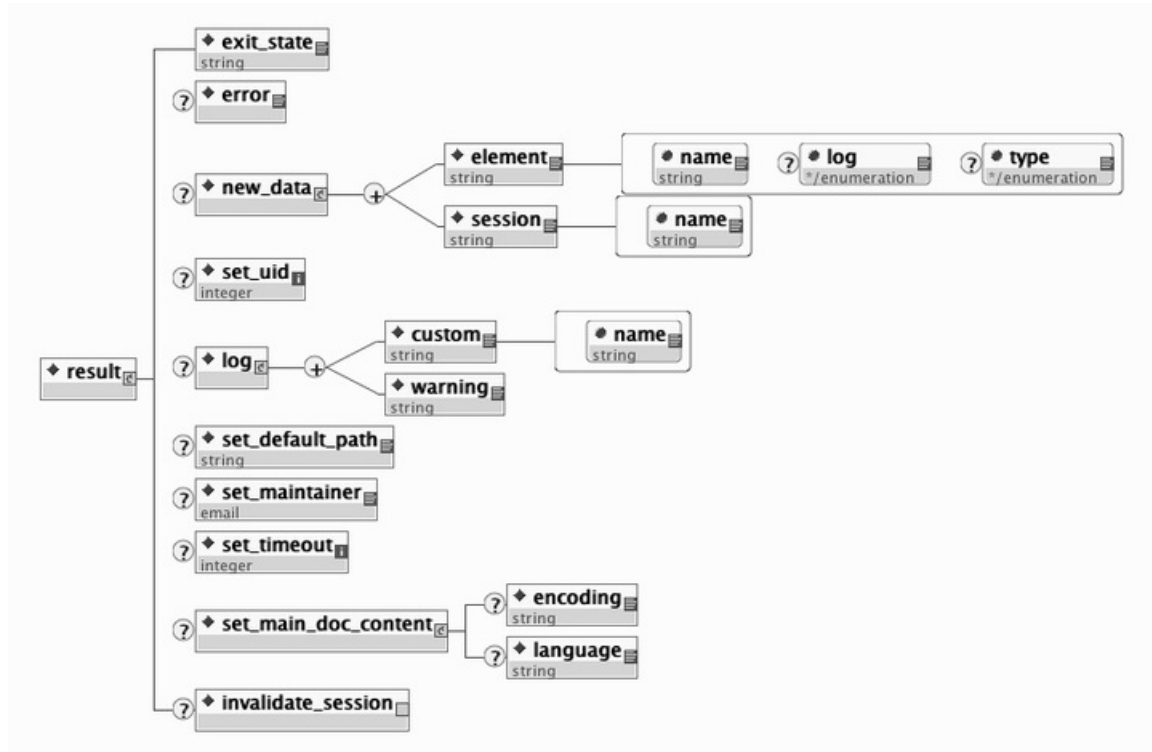 exit_state
string
? error
element
string
name
string
? log
*/enumeration
? type
*/enumeration
? new_data
+
session
string
name
string
? set_uid
integer
custom
string
name
string
? log
+
result
warning
string
? set_default_path
string
? set_maintainer
email
? set_timeout
integer
? encoding
string
? set_main_doc_content
? language
string
? invalidate_session